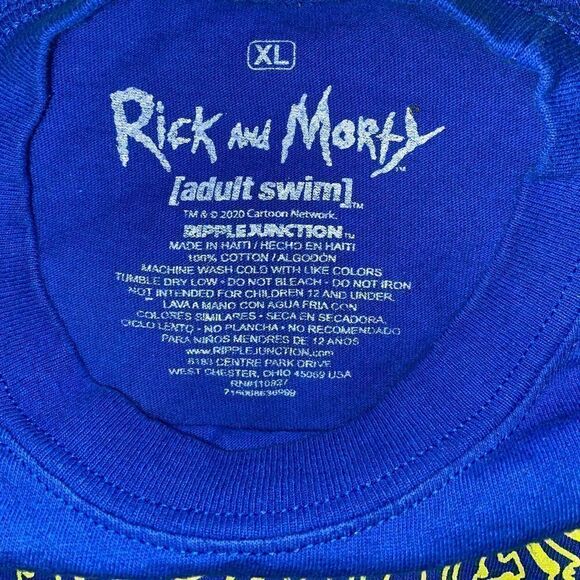 XL
RICK AND MORTY
[adult swim]™
TM & © 2020 Cartoon Network.
RIPPLE JUNCTION™
MADE IN HAITI / HECHO EN HAITI
100% COTTON / ALGODÓN
MACHINE WASH COLD WITH LIKE COLORS
TUMBLE DRY LOW - DO NOT BLEACH - DO NOT IRON
NOT INTENDED FOR CHILDREN 12 AND UNDER.
LAVA A MANO CON AGUA FRIA CON
COLORES SIMILARES - SECA EN SECADORA,
CICLO LENTO - NO PLANCHA - NO RECOMENDADO
PARA NIÑOS MENORES DE 12 AÑOS
www.RIPPLEJUNCTION.com
6183 CENTRE PARK DRIVE
WEST CHESTER, OHIO 45069 USA